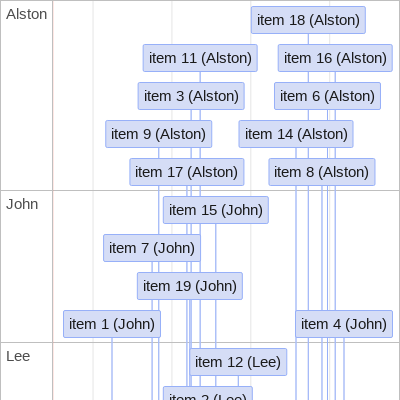 Alston
item 18 (Alston)
item 11 (Alston)
item 16 (Alston)
item 3 (Alston)
item 6 (Alston)
item 9 (Alston)
item 14 (Alston)
item 17 (Alston)
item 8 (Alston)
John
item 15 (John)
item 7 (John)
item 19 (John)
item 1 (John)
item 4 (John)
Lee
item 12 (Lee)
item 2 (Lee)